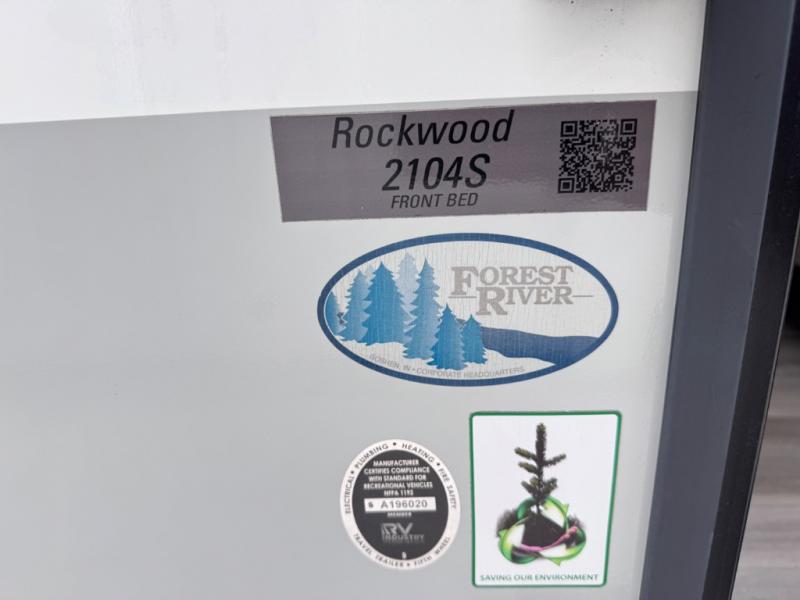 Rockwood
2104S
FRONT BED
FOREST
RIVER
GOSHEN, IN • CORPORATE HEADQUARTERS
ELECTRICAL • PLUMBING • HEATING • FIRE SAFETY
MANUFACTURER
CERTIFIES COMPLIANCE
WITH STANDARD FOR
RECREATIONAL VEHICLES
NFPA 1192
A196020
MEMBER
RV
INDUSTRY
TRAVEL TRAILER • FIFTH WHEEL
SAVING OUR ENVIRONMENT